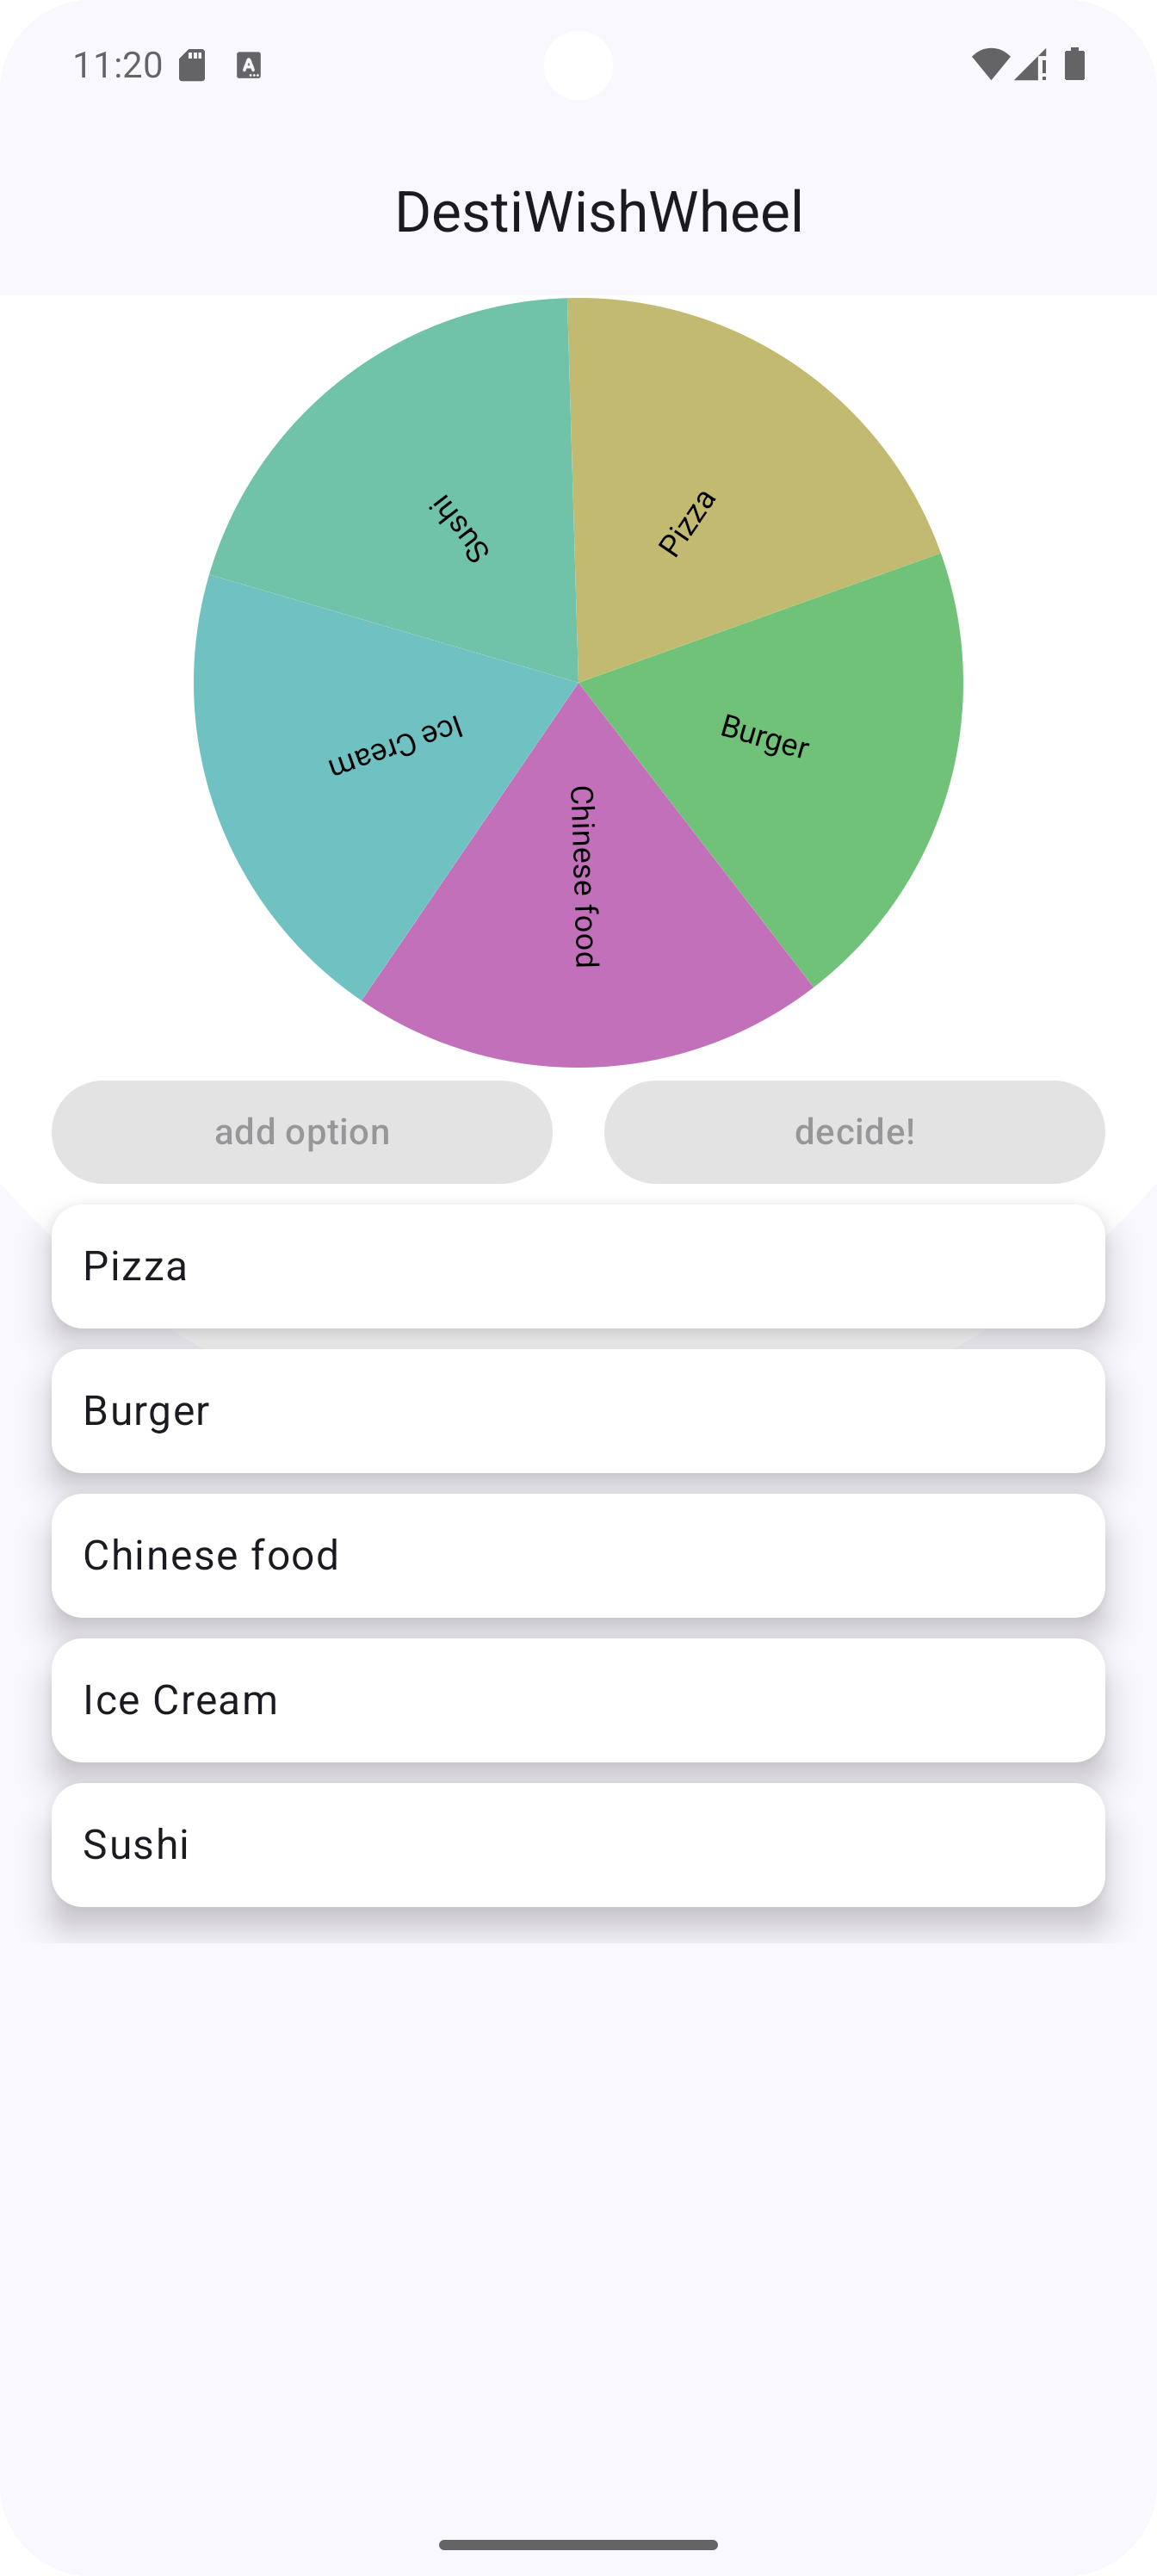 11:20
DestiWishWheel
Sushi
Pizza
Ice Cream
Burger
Chinese food
add option
decide!
Pizza
Burger
Chinese food
Ice Cream
Sushi